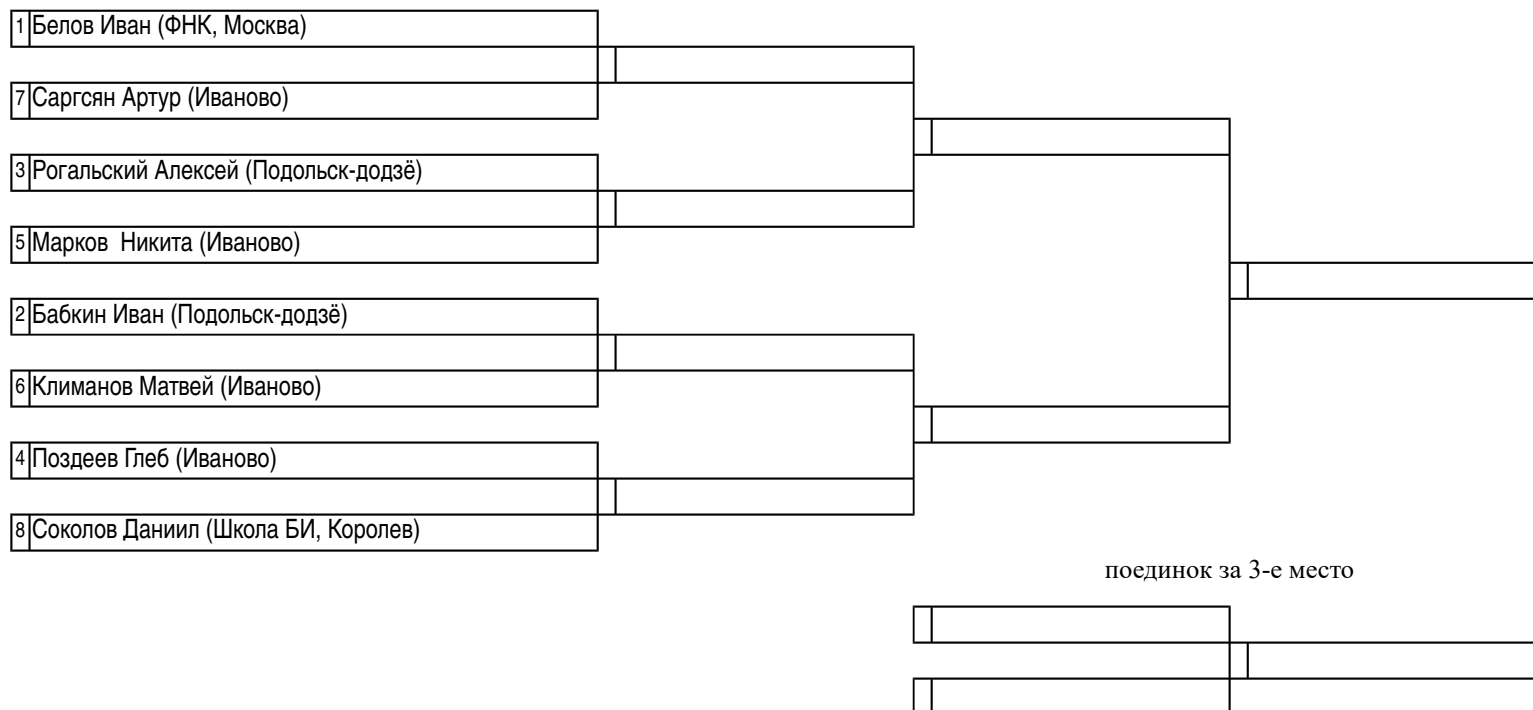 1 Белов Иван (ФНК, Москва)
7 Саргсян Артур (Иваново)
3 Рогальский Алексей (Подольск-додзё)
5 Марков  Никита (Иваново)
2 Бабкин Иван (Подольск-додзё)
6 Климанов Матвей (Иваново)
4 Поздеев Глеб (Иваново)
8 Соколов Даниил (Школа БИ, Королев)
поединок за 3-е место